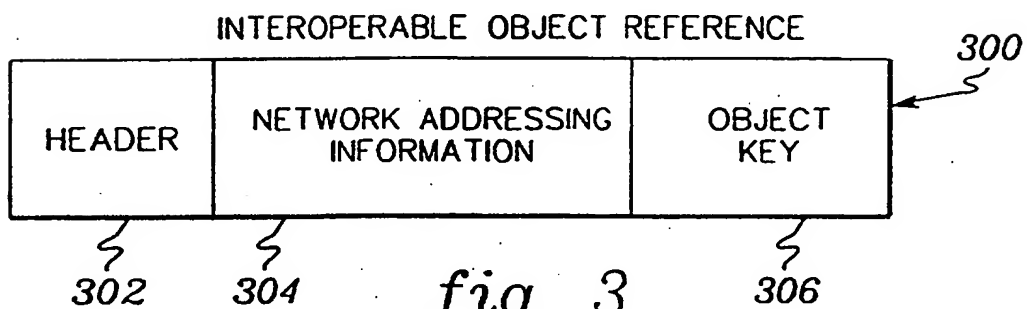 INTEROPERABLE OBJECT REFERENCE
300
HEADER
NETWORK ADDRESSING
INFORMATION
OBJECT
KEY
302
304
306
fig. 3